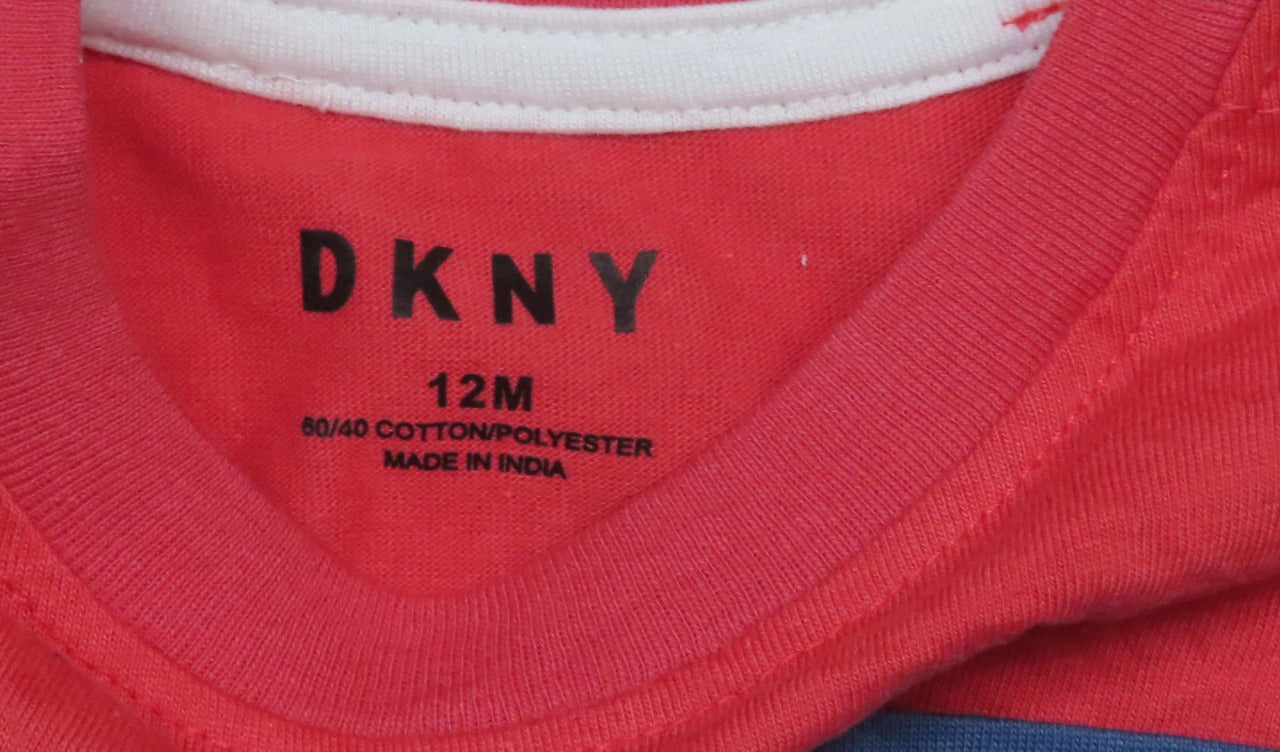 DKNY
12M
60/40 COTTON/POLYESTER
MADE IN INDIA